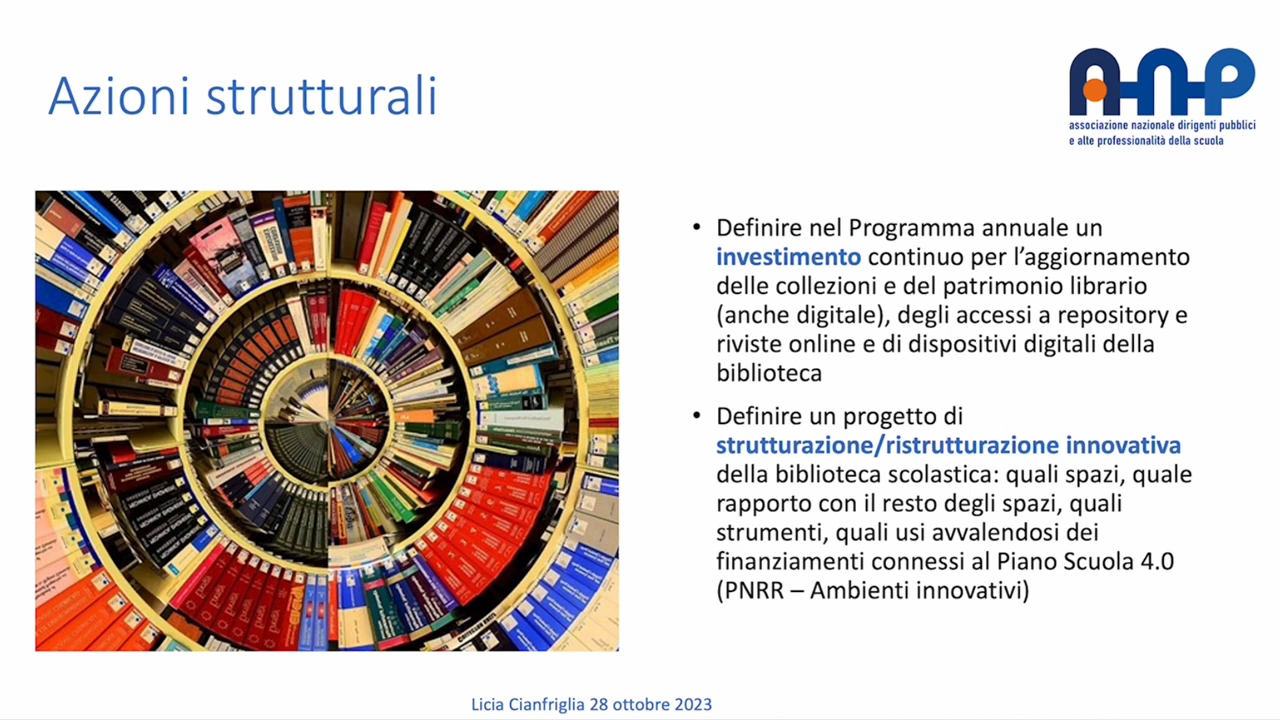 Azioni strutturali
associazione nazionale dirigenti pubblici
e alte professionalità della scuola
• Definire nel Programma annuale un
investimento continuo per l’aggiornamento
delle collezioni e del patrimonio librario
(anche digitale), degli accessi a repository e
riviste online e di dispositivi digitali della
biblioteca
• Definire un progetto di
strutturazione/ristrutturazione innovativa
della biblioteca scolastica: quali spazi, quale
rapporto con il resto degli spazi, quali
strumenti, quali usi avvalendosi dei
finanziamenti connessi al Piano Scuola 4.0
(PNRR – Ambienti innovativi)
Licia Cianfriglia 28 ottobre 2023